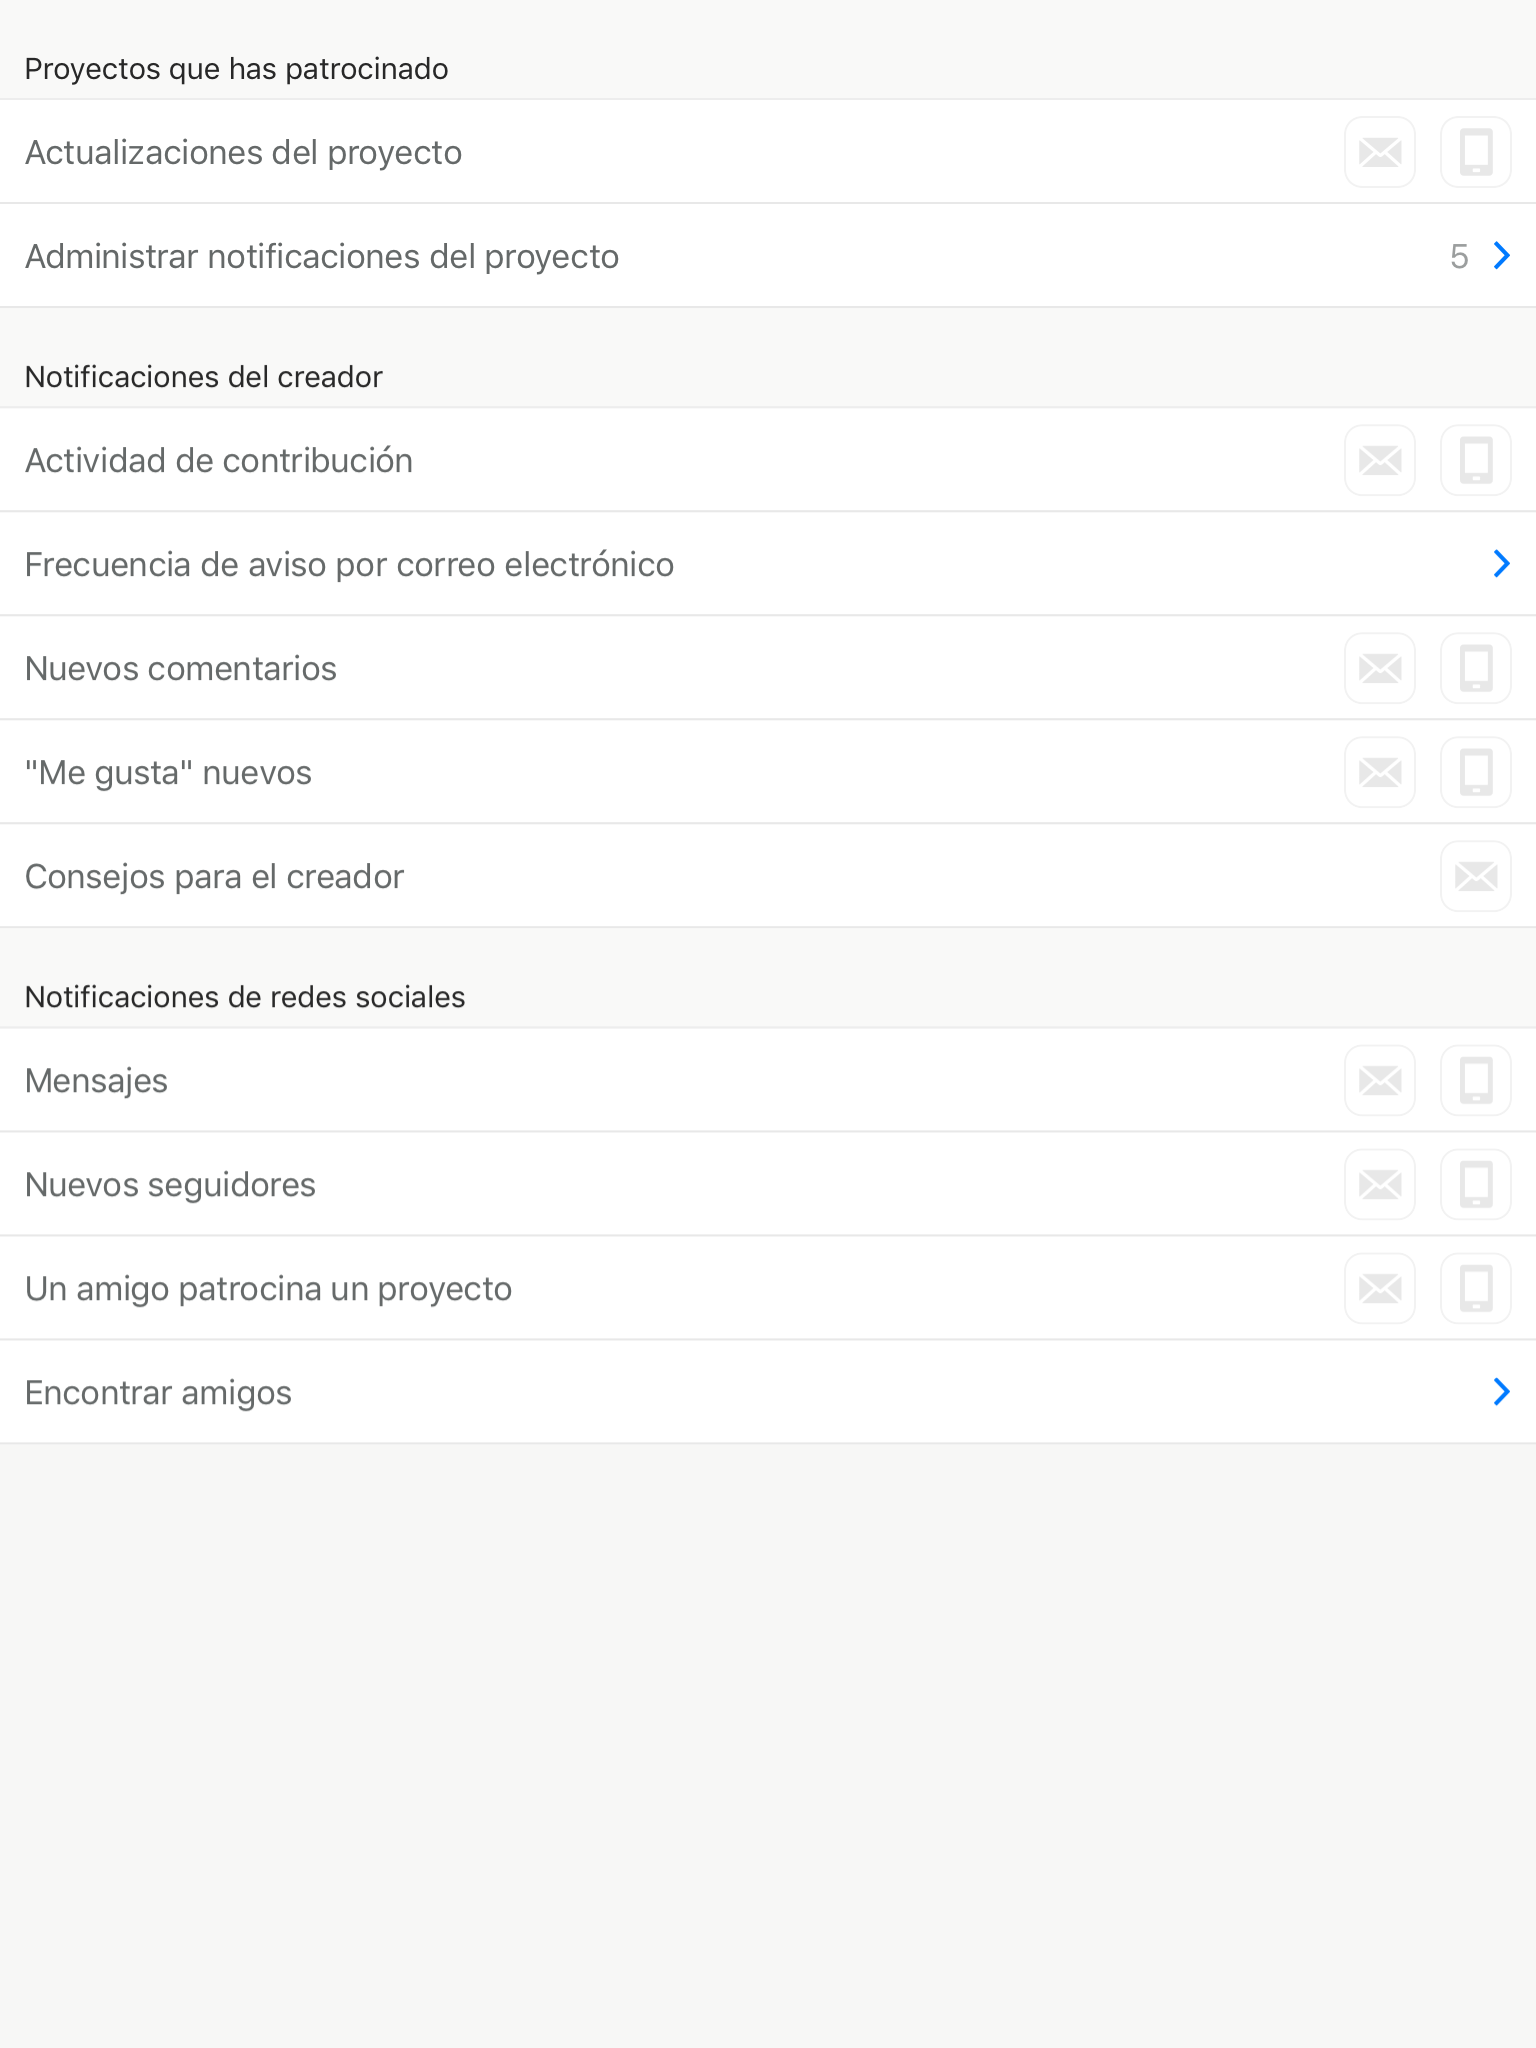 Proyectos que has patrocinado
Actualizaciones del proyecto
Administrar notificaciones del proyecto 5
Notificaciones del creador
Actividad de contribución
Frecuencia de aviso por correo electrónico
Nuevos comentarios
"Me gusta" nuevos
Consejos para el creador
Notificaciones de redes sociales
Mensajes
Nuevos seguidores
Un amigo patrocina un proyecto
Encontrar amigos